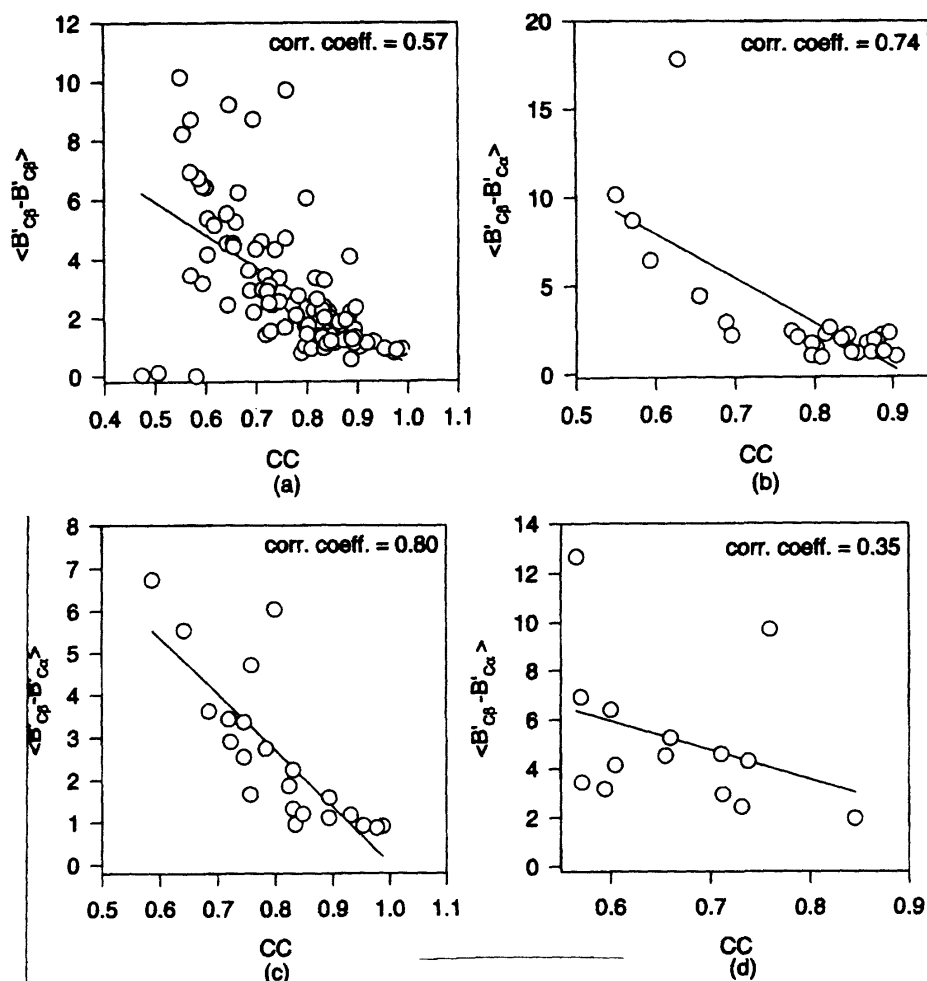 corr. coeff. = 0.57
12
10
8
6
4
2
0
<B'Cβ-B'Cβ>
0.4 0.5 0.6 0.7 0.8 0.9 1.0 1.1
CC
(a)
corr. coeff. = 0.74
20
15
10
5
0
<B'Cβ-B'Cα>
0.5 0.6 0.7 0.8 0.9
CC
(b)
corr. coeff. = 0.80
8
7
6
5
4
3
2
1
0
<B'Cβ-B'Cα>
0.5 0.6 0.7 0.8 0.9 1.0 1.1
CC
(c)
corr. coeff. = 0.35
14
12
10
8
6
4
2
0
<B'Cβ-B'Cα>
0.6 0.7 0.8 0.9
CC
(d)